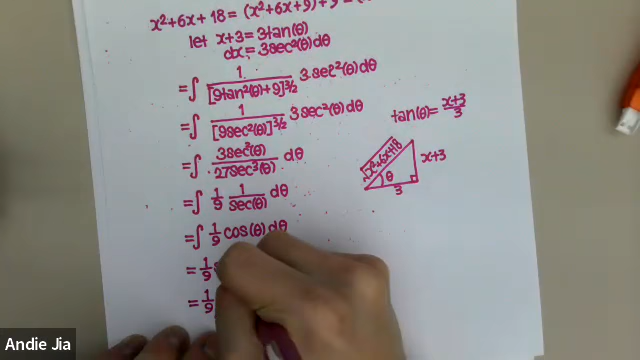 x²+6x+18 = (x²+6x+9)+9
let x+3=3tan(θ)
dx=3sec²(θ)dθ
=∫ 1/[9tan²(θ)+9]^3/2 3sec²(θ)dθ
=∫ 1/[9sec²(θ)]^3/2 3sec²(θ)dθ
=∫ 3sec²(θ)/27sec³(θ) dθ
=∫ 1/9 1/sec(θ) dθ
=∫ 1/9 cos(θ)dθ
= 1/9
= 1/9
tan(θ)= x+3/3
√x²+6x+18
x+3
θ
3
Andie Jia